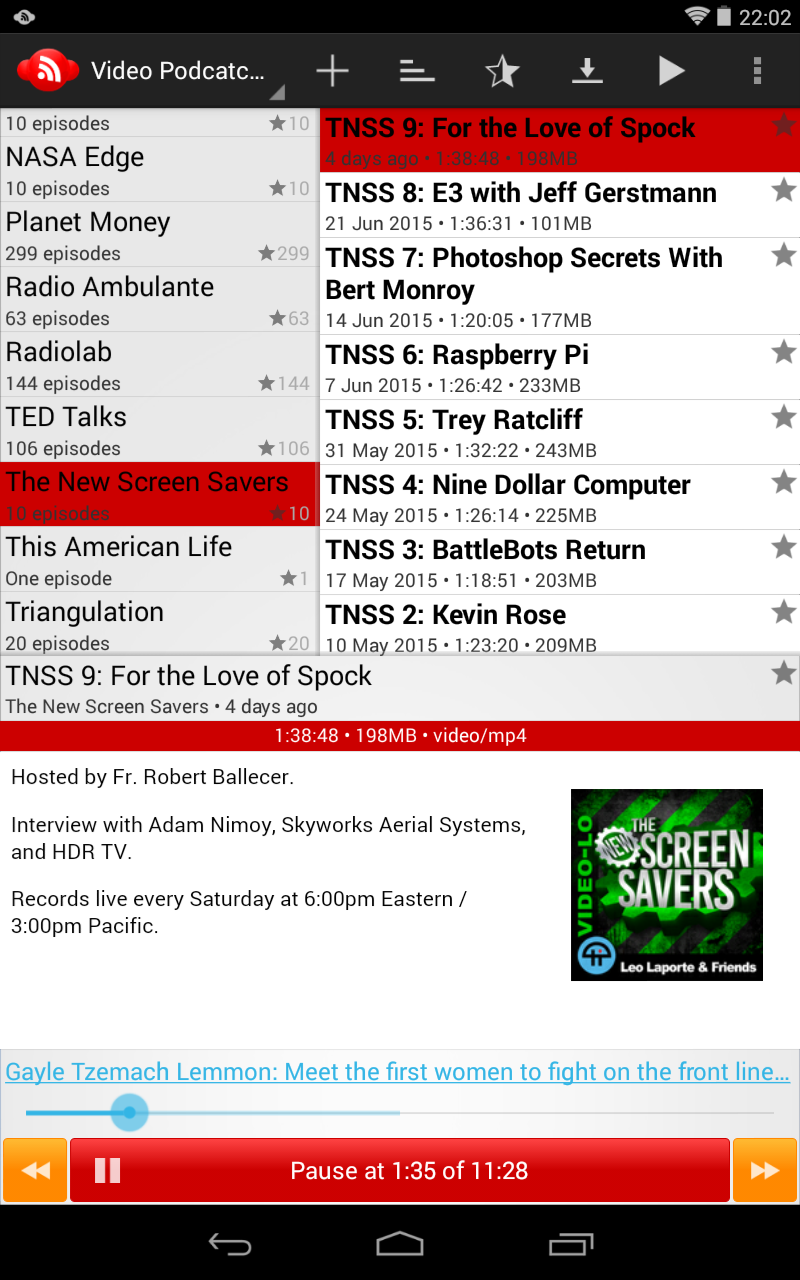 22:02
Video Podcatc...
10 episodes
10
NASA Edge
10 episodes
10
Planet Money
299 episodes
299
Radio Ambulante
63 episodes
63
Radiolab
144 episodes
144
TED Talks
106 episodes
106
The New Screen Savers
10 episodes
10
This American Life
One episode
1
Triangulation
20 episodes
20
TNSS 9: For the Love of Spock
4 days ago • 1:38:48 • 198MB
TNSS 8: E3 with Jeff Gerstmann
21 Jun 2015 • 1:36:31 • 101MB
TNSS 7: Photoshop Secrets With
Bert Monroy
14 Jun 2015 • 1:20:05 • 177MB
TNSS 6: Raspberry Pi
7 Jun 2015 • 1:26:42 • 233MB
TNSS 5: Trey Ratcliff
31 May 2015 • 1:32:22 • 243MB
TNSS 4: Nine Dollar Computer
24 May 2015 • 1:26:14 • 225MB
TNSS 3: BattleBots Return
17 May 2015 • 1:18:51 • 203MB
TNSS 2: Kevin Rose
10 May 2015 • 1:23:20 • 209MB
TNSS 9: For the Love of Spock
The New Screen Savers • 4 days ago
1:38:48 • 198MB • video/mp4
Hosted by Fr. Robert Ballecer.
Interview with Adam Nimoy, Skyworks Aerial Systems,
and HDR TV.
Records live every Saturday at 6:00pm Eastern /
3:00pm Pacific.
VIDEO-LO
THE
NEW
SCREEN
SAVERS
Leo Laporte & Friends
Gayle Tzemach Lemmon: Meet the first women to fight on the front line...
Pause at 1:35 of 11:28